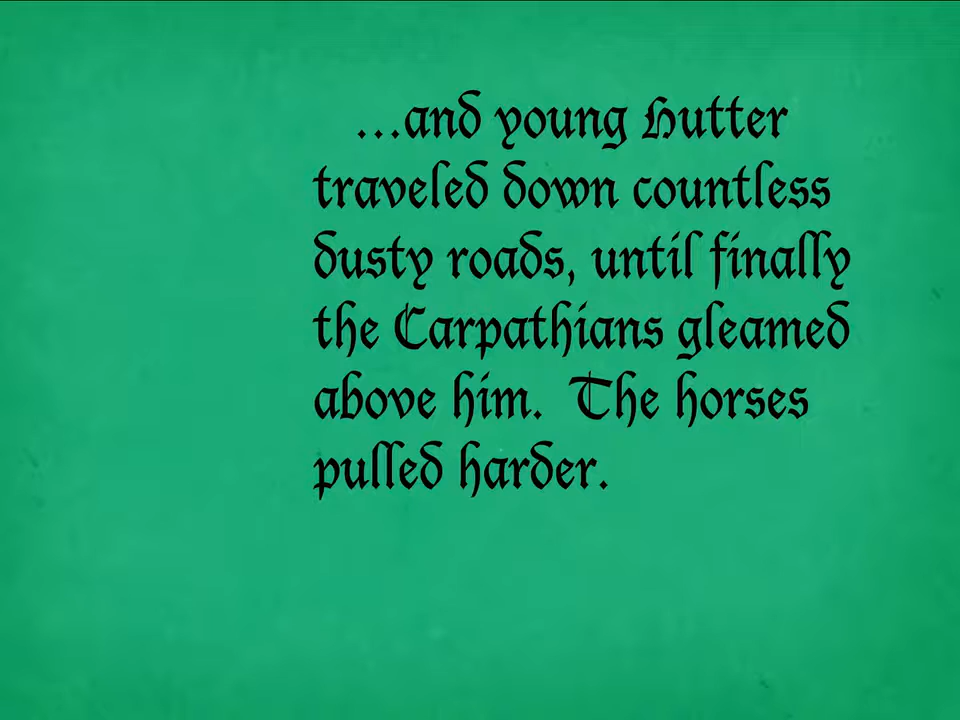 ...and young Hutter
traveled down countless
dusty roads, until finally
the Carpathians gleamed
above him. The horses
pulled harder.